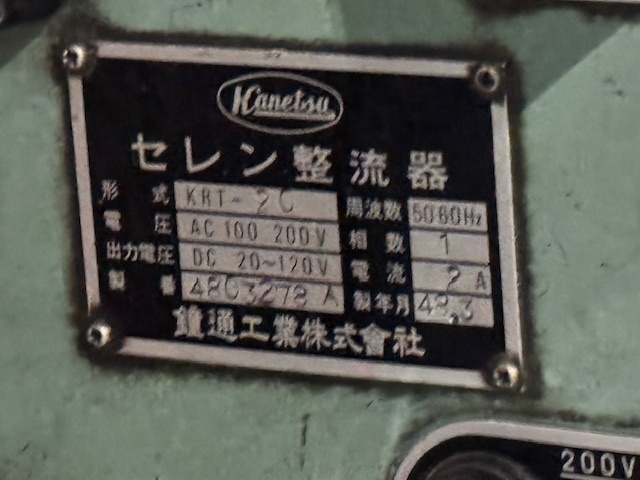 Kanetsu
セレン整流器
形式 KRT-2C 周波数 50 60Hz
電圧 AC 100 200V 相数 1
出力電圧 DC 20~120V 電流 2 A
製番 4803278 A 製年月 48.3
鐘通工業株式會社
200V